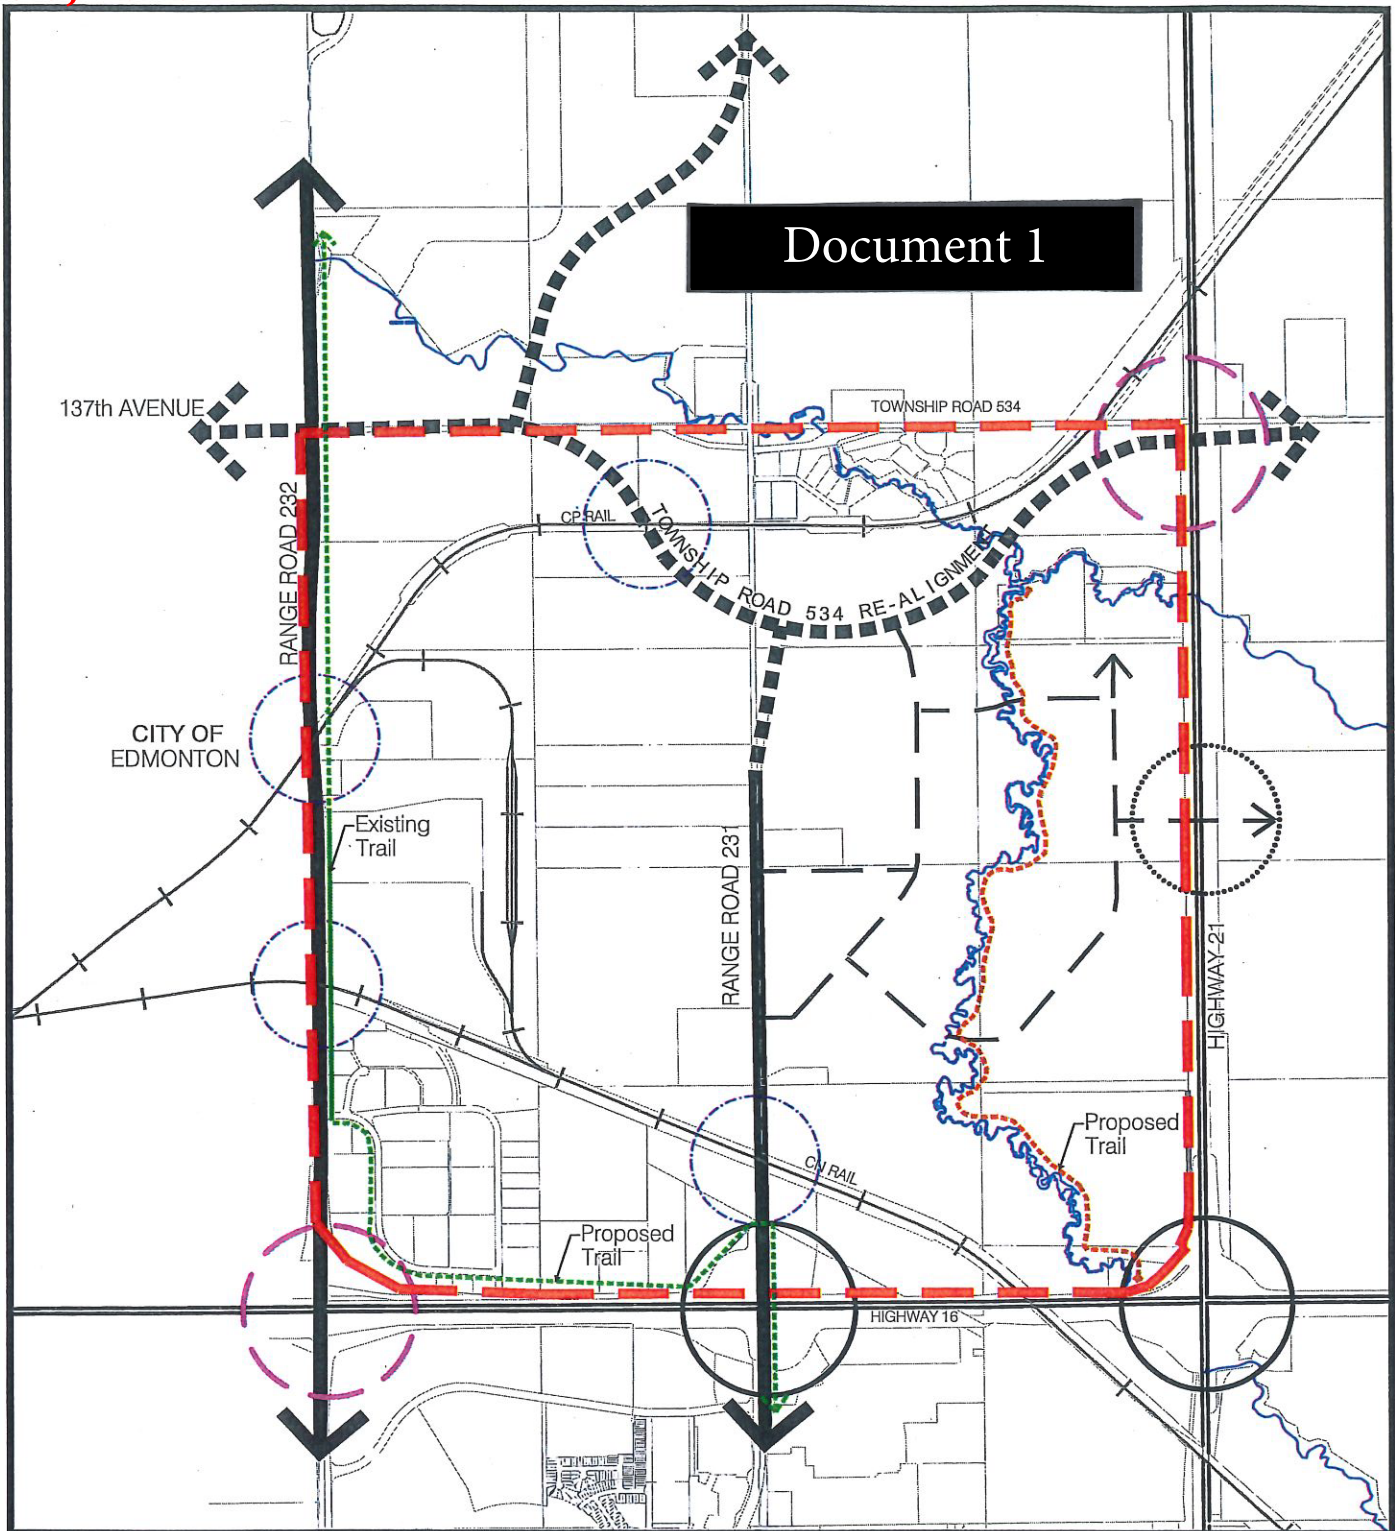 Document 1
137th AVENUE
TOWNSHIP ROAD 534
RANGE ROAD 232
CP RAIL
TOWNSHIP ROAD 534 RE-ALIGNMENT
CITY OF
EDMONTON
Existing
Trail
RANGE ROAD 231
HIGHWAY 21
Proposed
Trail
CN RAIL
Proposed
Trail
HIGHWAY 16